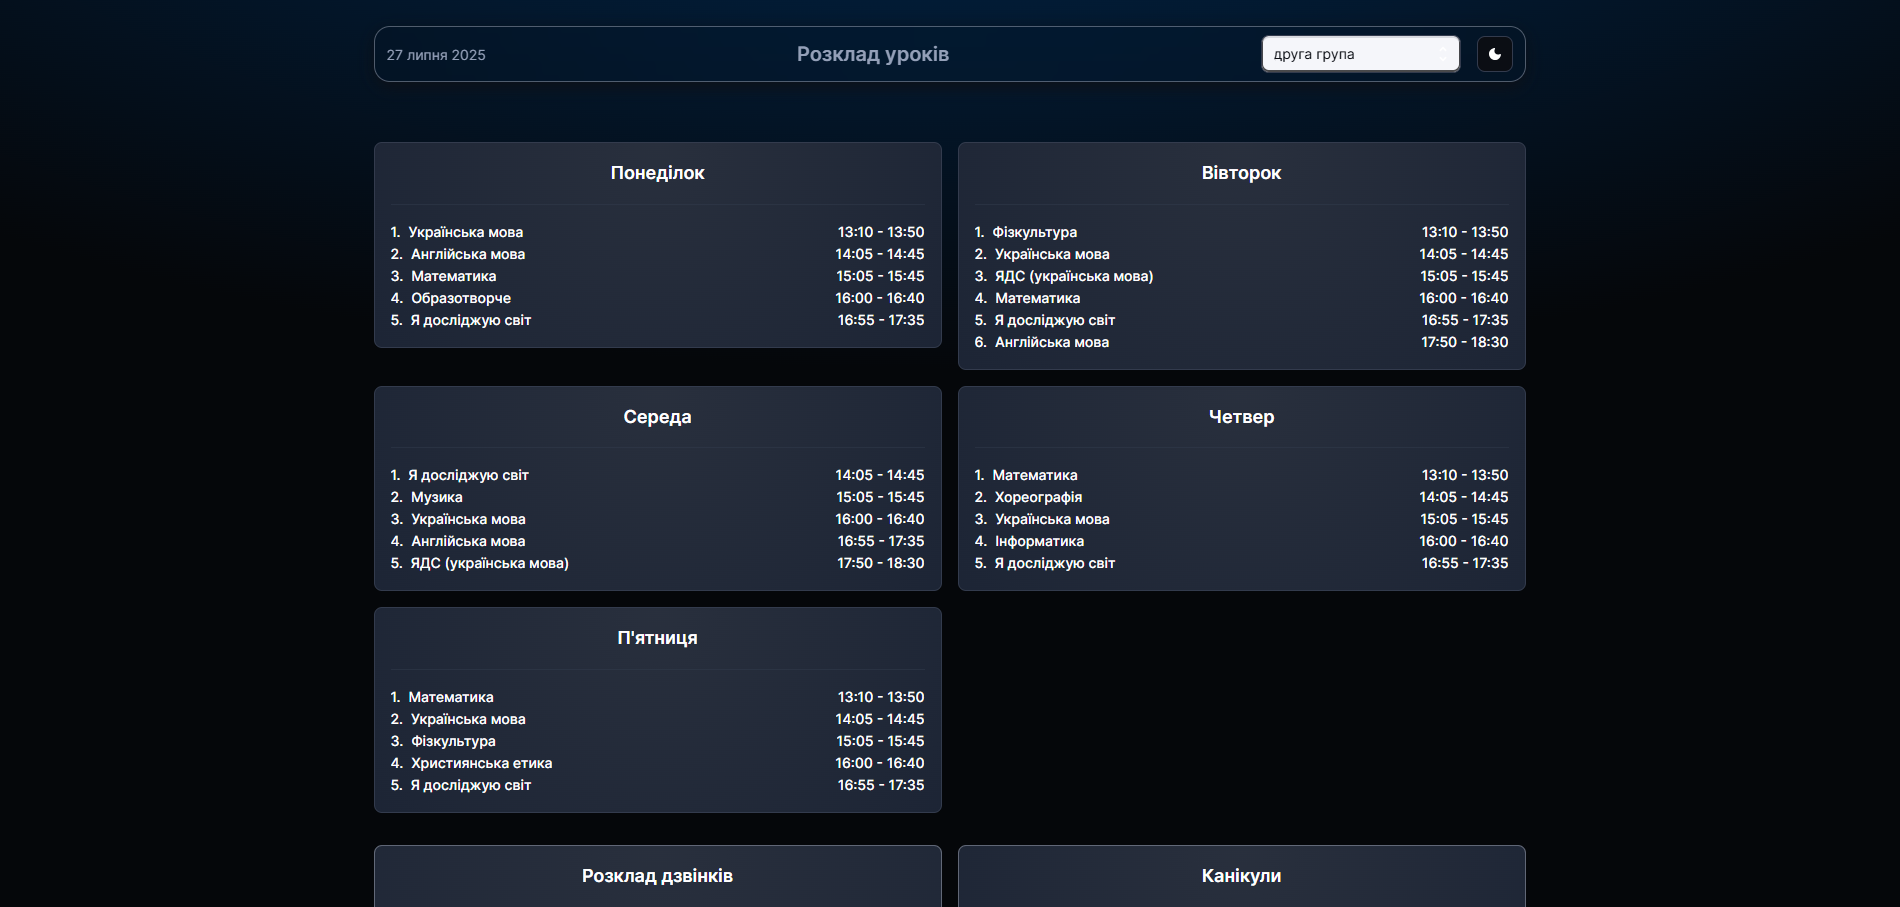 27 липня 2025
Розклад уроків
друга група
Понеділок
1. Українська мова 13:10 - 13:50
2. Англійська мова 14:05 - 14:45
3. Математика 15:05 - 15:45
4. Образотворче 16:00 - 16:40
5. Я досліджую світ 16:55 - 17:35
Вівторок
1. Фізкультура 13:10 - 13:50
2. Українська мова 14:05 - 14:45
3. ЯДС (українська мова) 15:05 - 15:45
4. Математика 16:00 - 16:40
5. Я досліджую світ 16:55 - 17:35
6. Англійська мова 17:50 - 18:30
Середа
1. Я досліджую світ 14:05 - 14:45
2. Музика 15:05 - 15:45
3. Українська мова 16:00 - 16:40
4. Англійська мова 16:55 - 17:35
5. ЯДС (українська мова) 17:50 - 18:30
Четвер
1. Математика 13:10 - 13:50
2. Хореографія 14:05 - 14:45
3. Українська мова 15:05 - 15:45
4. Інформатика 16:00 - 16:40
5. Я досліджую світ 16:55 - 17:35
П'ятниця
1. Математика 13:10 - 13:50
2. Українська мова 14:05 - 14:45
3. Фізкультура 15:05 - 15:45
4. Християнська етика 16:00 - 16:40
5. Я досліджую світ 16:55 - 17:35
Розклад дзвінків
Канікули